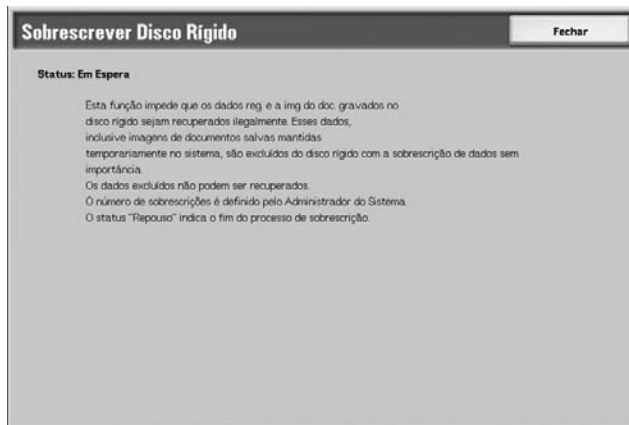 Sobrescrever Disco Rígido
Fechar
Status: Em Espera
Esta função impede que os dados reg. e a img do doc. gravados no
disco rígido sejam recuperados ilegalmente. Esses dados,
inclusive imagens de documentos salvas mantidas
temporariamente no sistema, são excluídos do disco rígido com a sobrescrição de dados sem
importância.
Os dados excluídos não podem ser recuperados.
O número de sobrescrições é definido pelo Administrador do Sistema.
O status "Repouso" indica o fim do processo de sobrescrição.